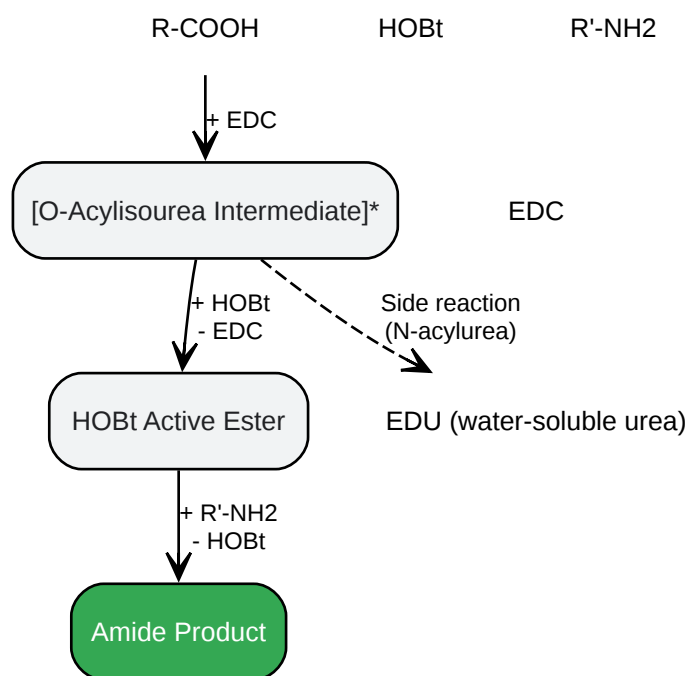 R-COOH
HOBt
R'-NH2
+ EDC
[O-Acylisourea Intermediate]*
EDC
+ HOBt
- EDC
Side reaction
(N-acylurea)
HOBt Active Ester
EDU (water-soluble urea)
+ R'-NH2
- HOBt
Amide Product